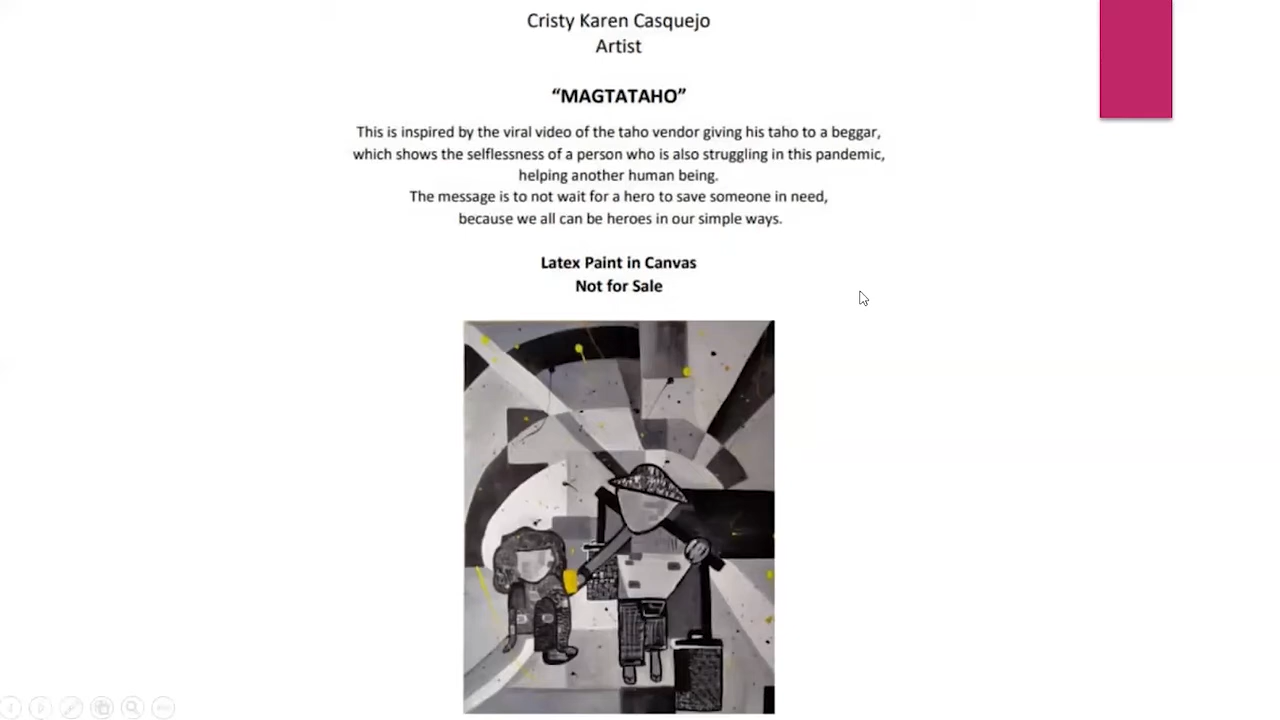 Cristy Karen Casquejo
Artist
“MAGTATAHO”
This is inspired by the viral video of the taho vendor giving his taho to a beggar,
which shows the selflessness of a person who is also struggling in this pandemic,
helping another human being.
The message is to not wait for a hero to save someone in need,
because we all can be heroes in our simple ways.
Latex Paint in Canvas
Not for Sale